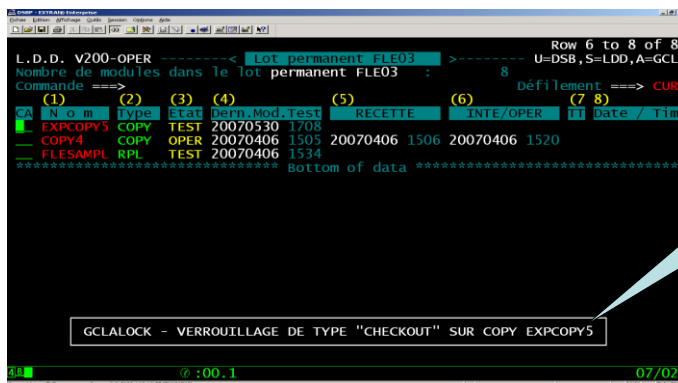 DSBP - EXTRA!® Enterprise
Fichier Edition Affichage Outils Session Options Aide
Row 6 to 8 of 8
L.D.D. V200-OPER --------< Lot permanent FLE03 >-------- U=DSB,S=LDD,A=GCL
Nombre de modules dans le lot permanent FLE03 : 8
Commande ===> Défilement ===> CUR
(1) (2) (3) (4) (5) (6) (7 8)
CA N o m Type Etat Dern.Mod.Test RECETTE INTE/OPER TT Date / Tim
EXPCOPY5 COPY TEST 20070530 1708
COPY4 COPY OPER 20070406 1505 20070406 1506 20070406 1520
FLESAMPL RPL TEST 20070406 1534
******************************* Bottom of data *******************************
GCLALOCK - VERROUILLAGE DE TYPE "CHECKOUT" SUR COPY EXPCOPY5
:00.1 07/02